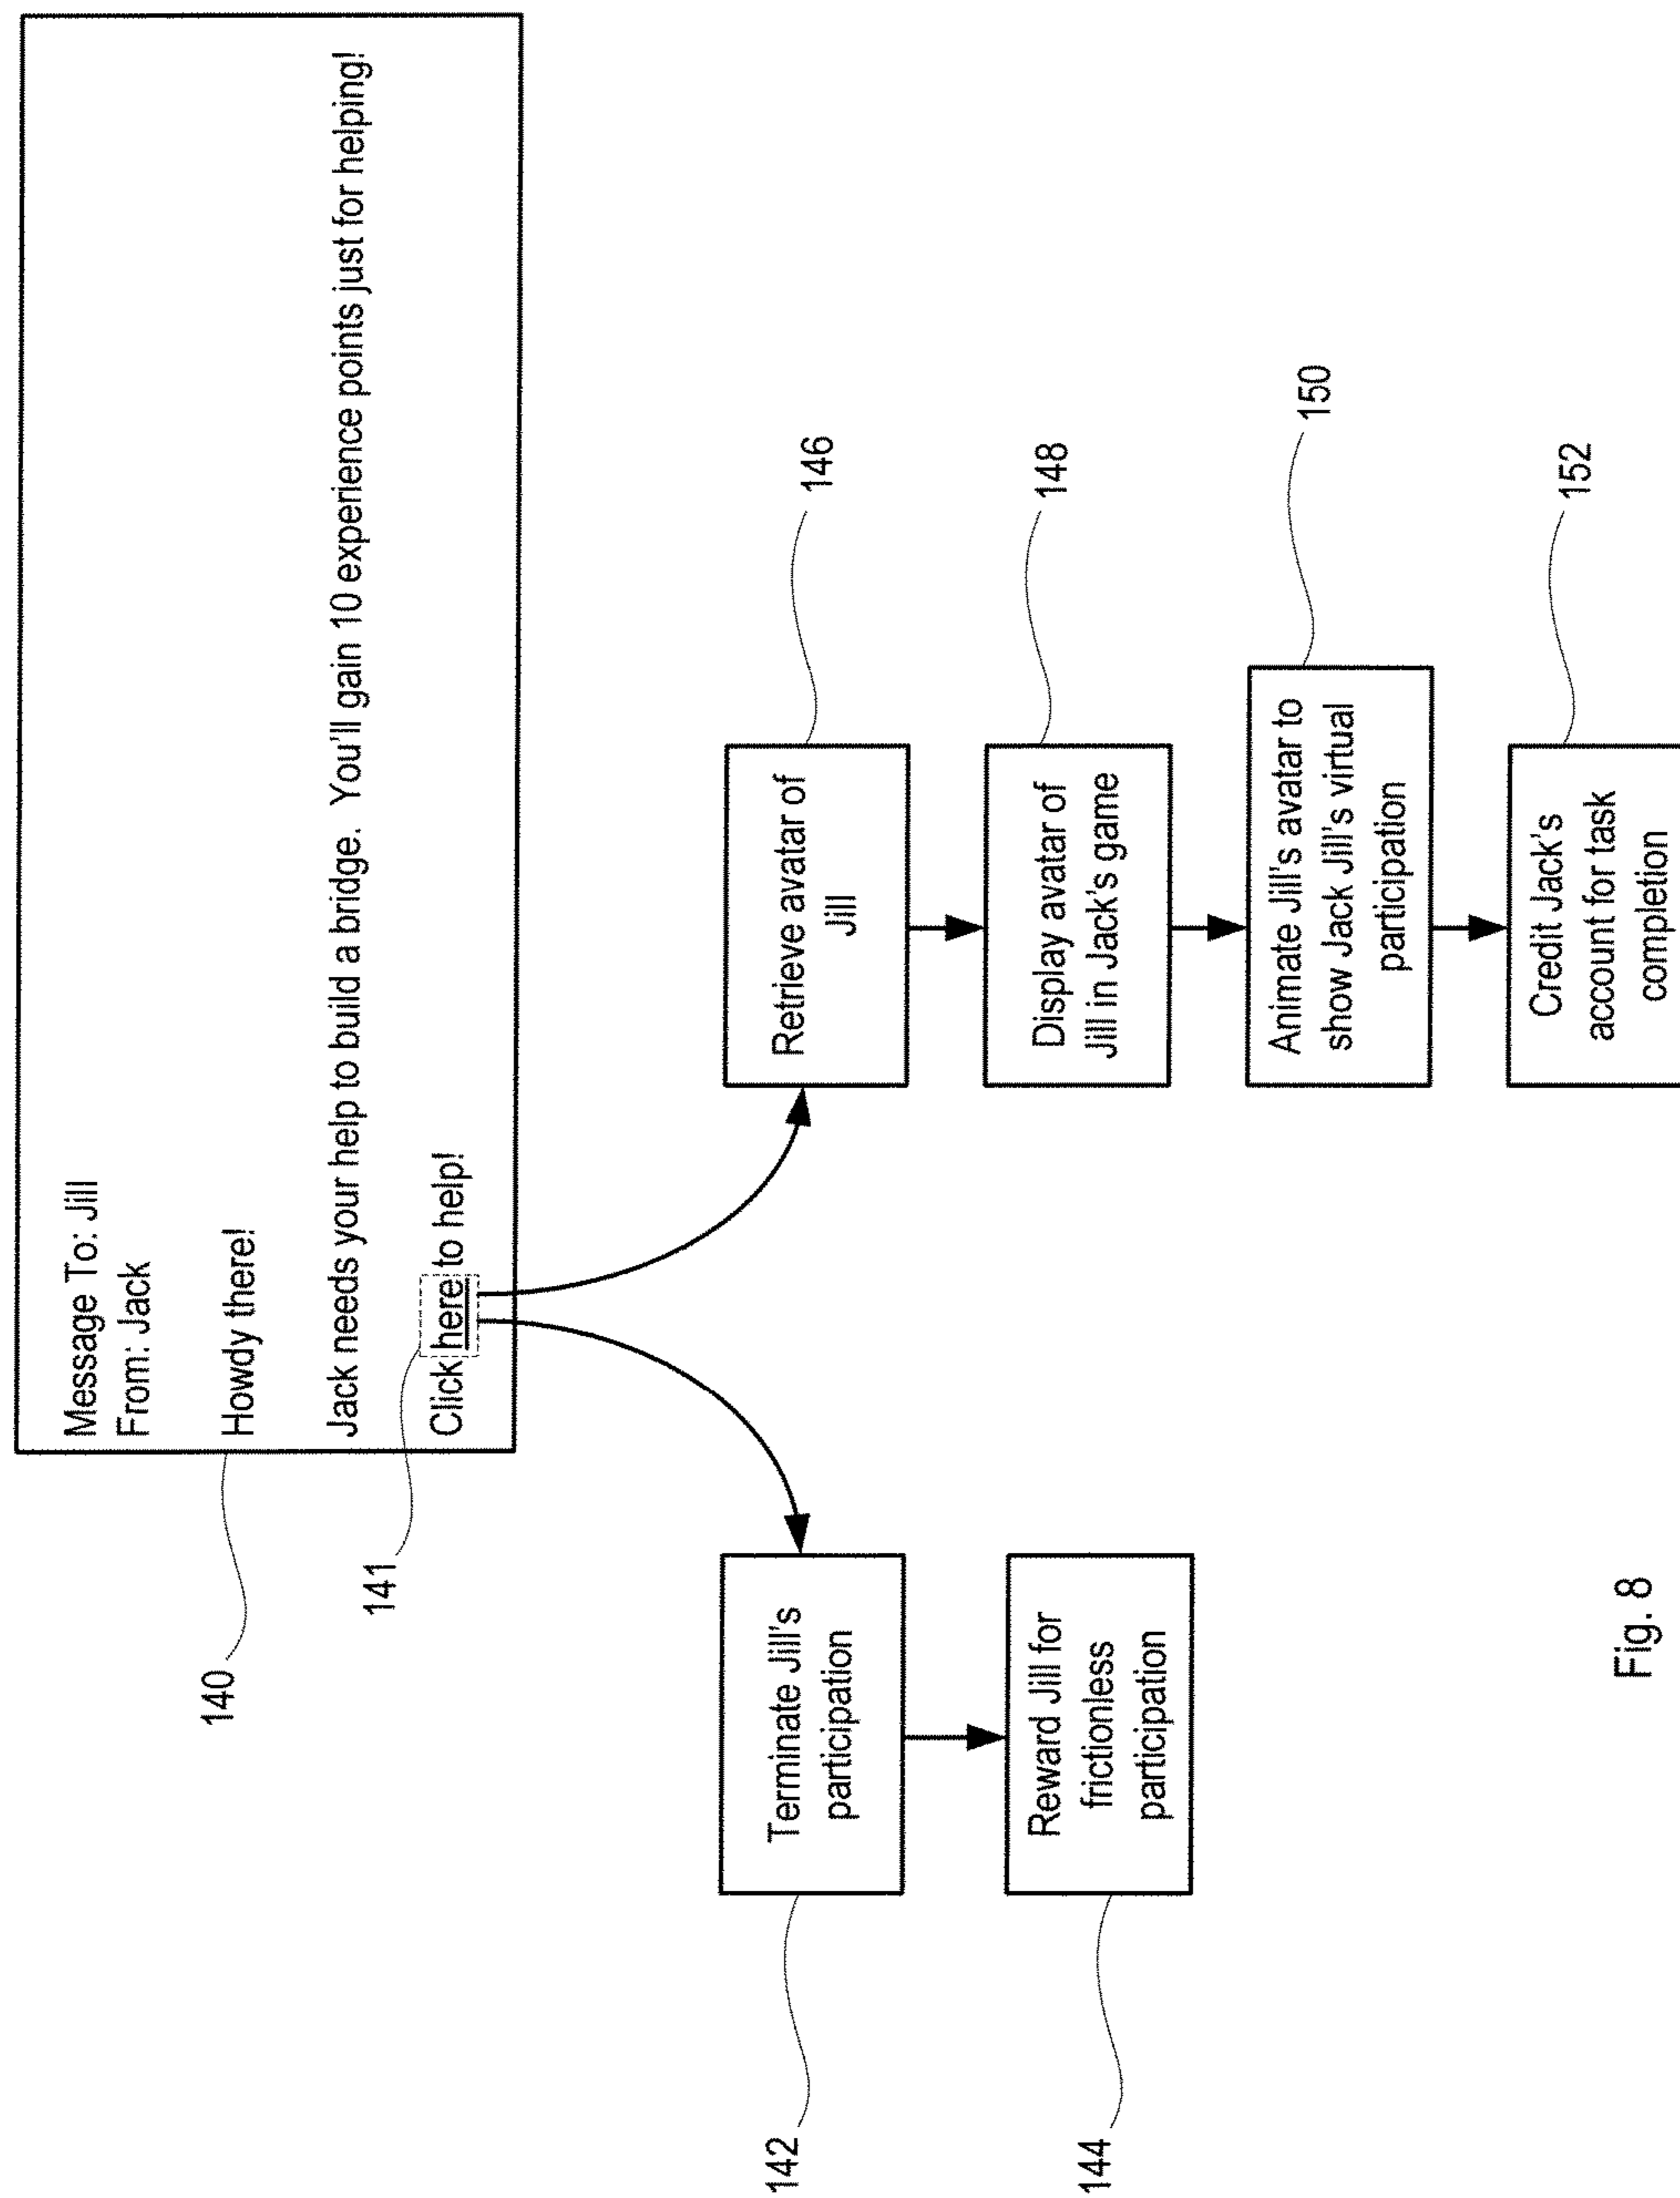 Message To: Jill
From: Jack
Howdy there!
Jack needs your help to build a bridge. You'll gain 10 experience points just for helping!
Click here to help!
140
141
Terminate Jill's
participation
142
Reward Jill for
frictionless
participation
144
Retrieve avatar of
Jill
146
Display avatar of
Jill in Jack's game
148
Animate Jill's avatar to
show Jack Jill's virtual
participation
150
Credit Jack's
account for task
completion
152
Fig. 8